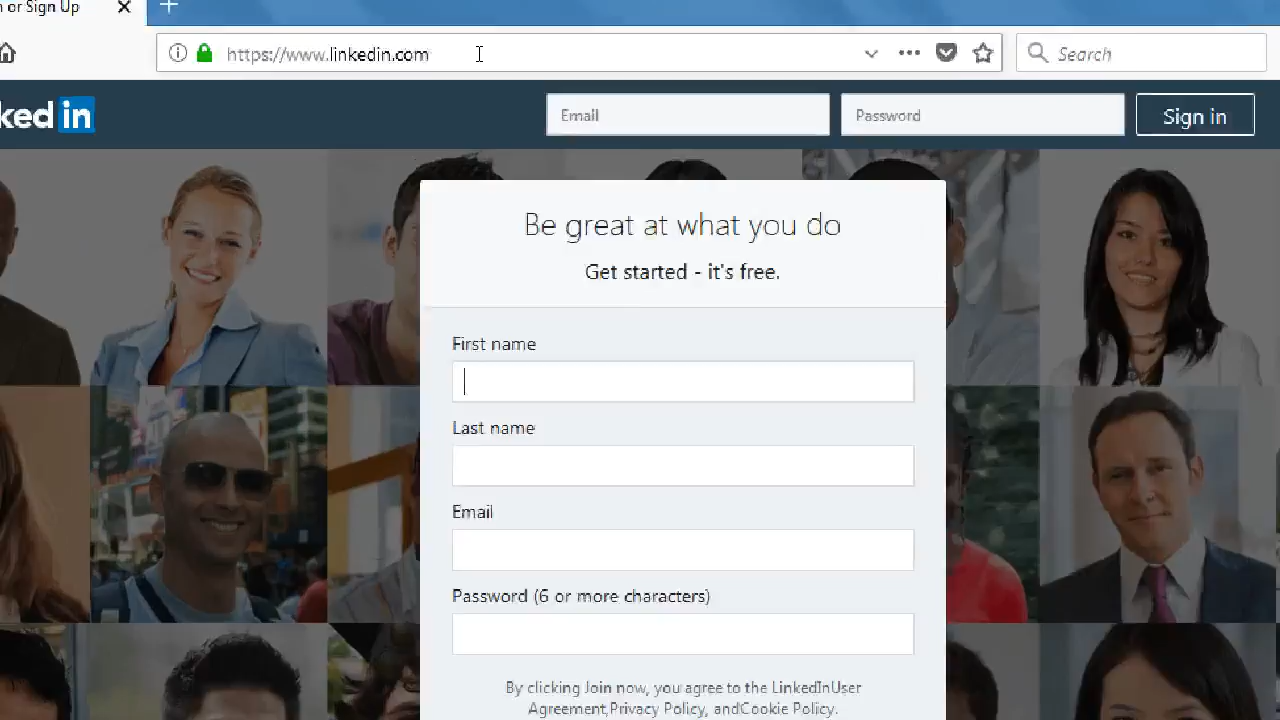 n or Sign Up
https://www.linkedin.com
Search
ked in
Email
Password
Sign in
Be great at what you do
Get started - it's free.
First name
Last name
Email
Password (6 or more characters)
By clicking Join now, you agree to the LinkedInUser
Agreement,Privacy Policy, andCookie Policy.